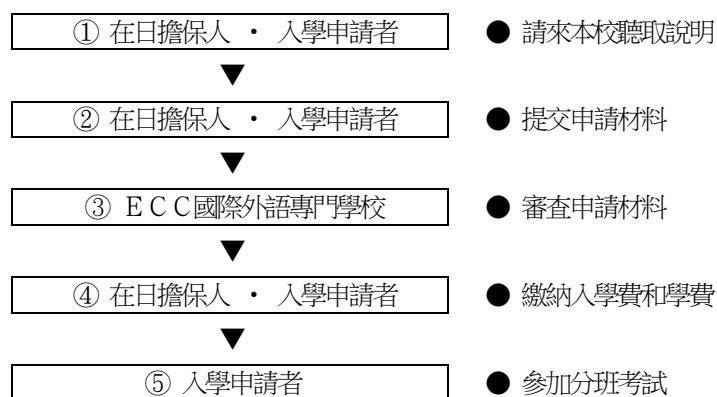 ① 在日擔保人 ・ 入學申請者 ● 請來本校聽取說明
▼
② 在日擔保人 ・ 入學申請者 ● 提交申請材料
▼
③ ＥＣＣ國際外語專門學校 ● 審査申請材料
▼
④ 在日擔保人 ・ 入學申請者 ● 繳納入學費和學費
▼
⑤ 入學申請者 ● 參加分班考試